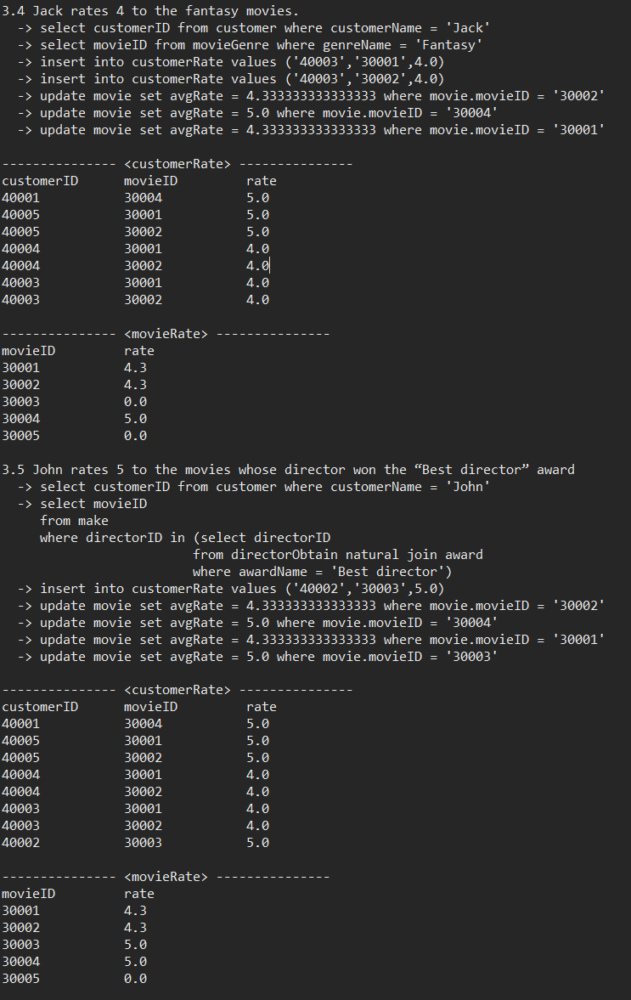 3.4 Jack rates 4 to the fantasy movies.
  -> select customerID from customer where customerName = 'Jack'
  -> select movieID from movieGenre where genreName = 'Fantasy'
  -> insert into customerRate values ('40003','30001',4.0)
  -> insert into customerRate values ('40003','30002',4.0)
  -> update movie set avgRate = 4.333333333333333 where movie.movieID = '30002'
  -> update movie set avgRate = 5.0 where movie.movieID = '30004'
  -> update movie set avgRate = 4.333333333333333 where movie.movieID = '30001'

--------------- <customerRate> ---------------
customerID      movieID         rate
40001           30004           5.0
40005           30001           5.0
40005           30002           5.0
40004           30001           4.0
40004           30002           4.0
40003           30001           4.0
40003           30002           4.0

--------------- <movieRate> ---------------
movieID         rate
30001           4.3
30002           4.3
30003           0.0
30004           5.0
30005           0.0

3.5 John rates 5 to the movies whose director won the “Best director” award
  -> select customerID from customer where customerName = 'John'
  -> select movieID
     from make
     where directorID in (select directorID
                         from directorObtain natural join award
                         where awardName = 'Best director')
  -> insert into customerRate values ('40002','30003',5.0)
  -> update movie set avgRate = 4.333333333333333 where movie.movieID = '30002'
  -> update movie set avgRate = 5.0 where movie.movieID = '30004'
  -> update movie set avgRate = 4.333333333333333 where movie.movieID = '30001'
  -> update movie set avgRate = 5.0 where movie.movieID = '30003'

--------------- <customerRate> ---------------
customerID      movieID         rate
40001           30004           5.0
40005           30001           5.0
40005           30002           5.0
40004           30001           4.0
40004           30002           4.0
40003           30001           4.0
40003           30002           4.0
40002           30003           5.0

--------------- <movieRate> ---------------
movieID         rate
30001           4.3
30002           4.3
30003           5.0
30004           5.0
30005           0.0